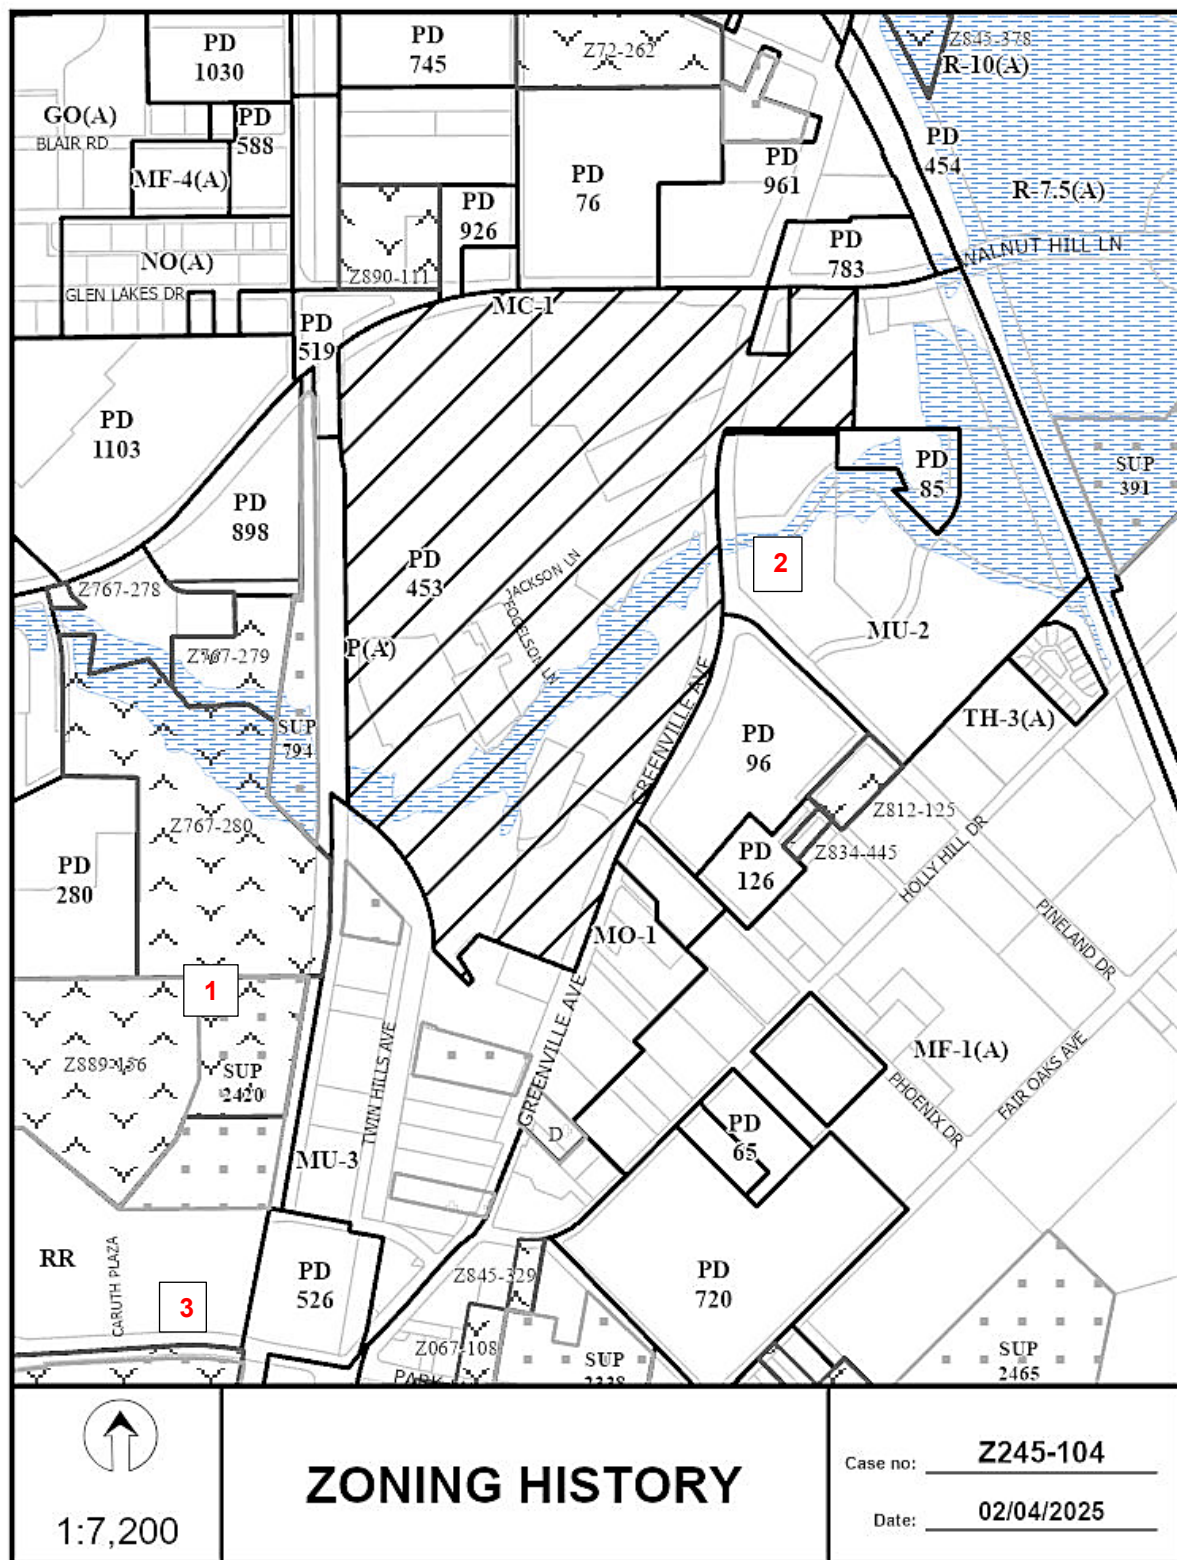 PD
1030
PD
745
Z72-262
Z845-378
R-10(A)
GO(A)
BLAIR RD
PD
588
MF-4(A)
PD
76
PD
961
PD
454
R-7.5(A)
PD
926
NO(A)
Z890-111
GLEN LAKES DR
PD
783
WALNUT HILL LN
MC-1
PD
519
PD
1103
PD
85
SUP
391
PD
898
PD
453
JACKSON LN
FOGELSON LN
2
Z767-278
MU-2
Z767-279
P(A)
SUP
794
GREENVILLE AVE
TH-3(A)
PD
96
Z812-125
Z767-280
Z834-445
HOLLY HILL DR
PD
280
PD
126
PINELAND DR
MO-1
1
Z889-156
SUP
2420
GREENVILLE AVE
TWIN HILLS AVE
MF-1(A)
PHOENIX DR
FAIR OAKS AVE
PD
65
D
MU-3
RR
CARUTH PLAZA
3
PD
526
Z845-329
PD
720
Z067-108
SUP
2338
SUP
2465
PARK
1:7,200
ZONING HISTORY
Case no: Z245-104
Date: 02/04/2025